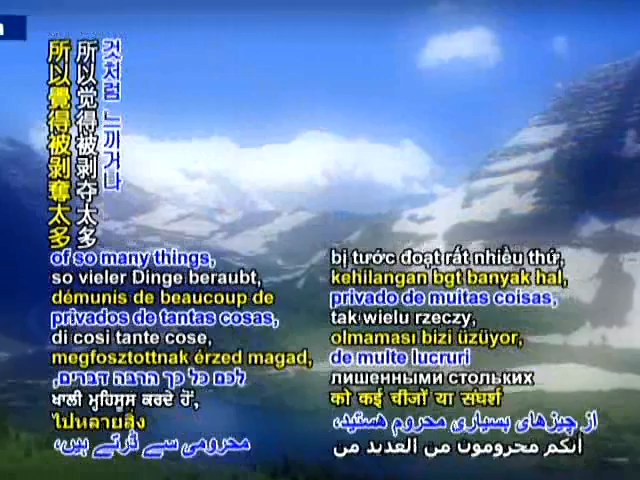 所以覺得被剥奪太多
所以觉得被剥夺太多
것처럼 느끼거나
of so many things,
so vieler Dinge beraubt,
démunis de beaucoup de
privados de tantas cosas,
di cosi tante cose,
megfosztottnak érzed magad,
לכם כל כך הרבה דברים,
ਖਾਲੀ ਮੁਹਿਸੂਸ ਕਰਦੇ ਹੋਂ,
ไปหลายสิ่ง
محرومی سے ڈرتے ہیں،
bị tước đoạt rất nhiều thứ,
kehilangan bgt banyak hal,
privado de muitas coisas,
tak wielu rzeczy,
olmaması bizi üzüyor,
de multe lucruri
лишенными стольких
को कई चीजों या संघर्श
از چیزهای بسیاری محروم هستید،
أنكم محرومون من العديد من